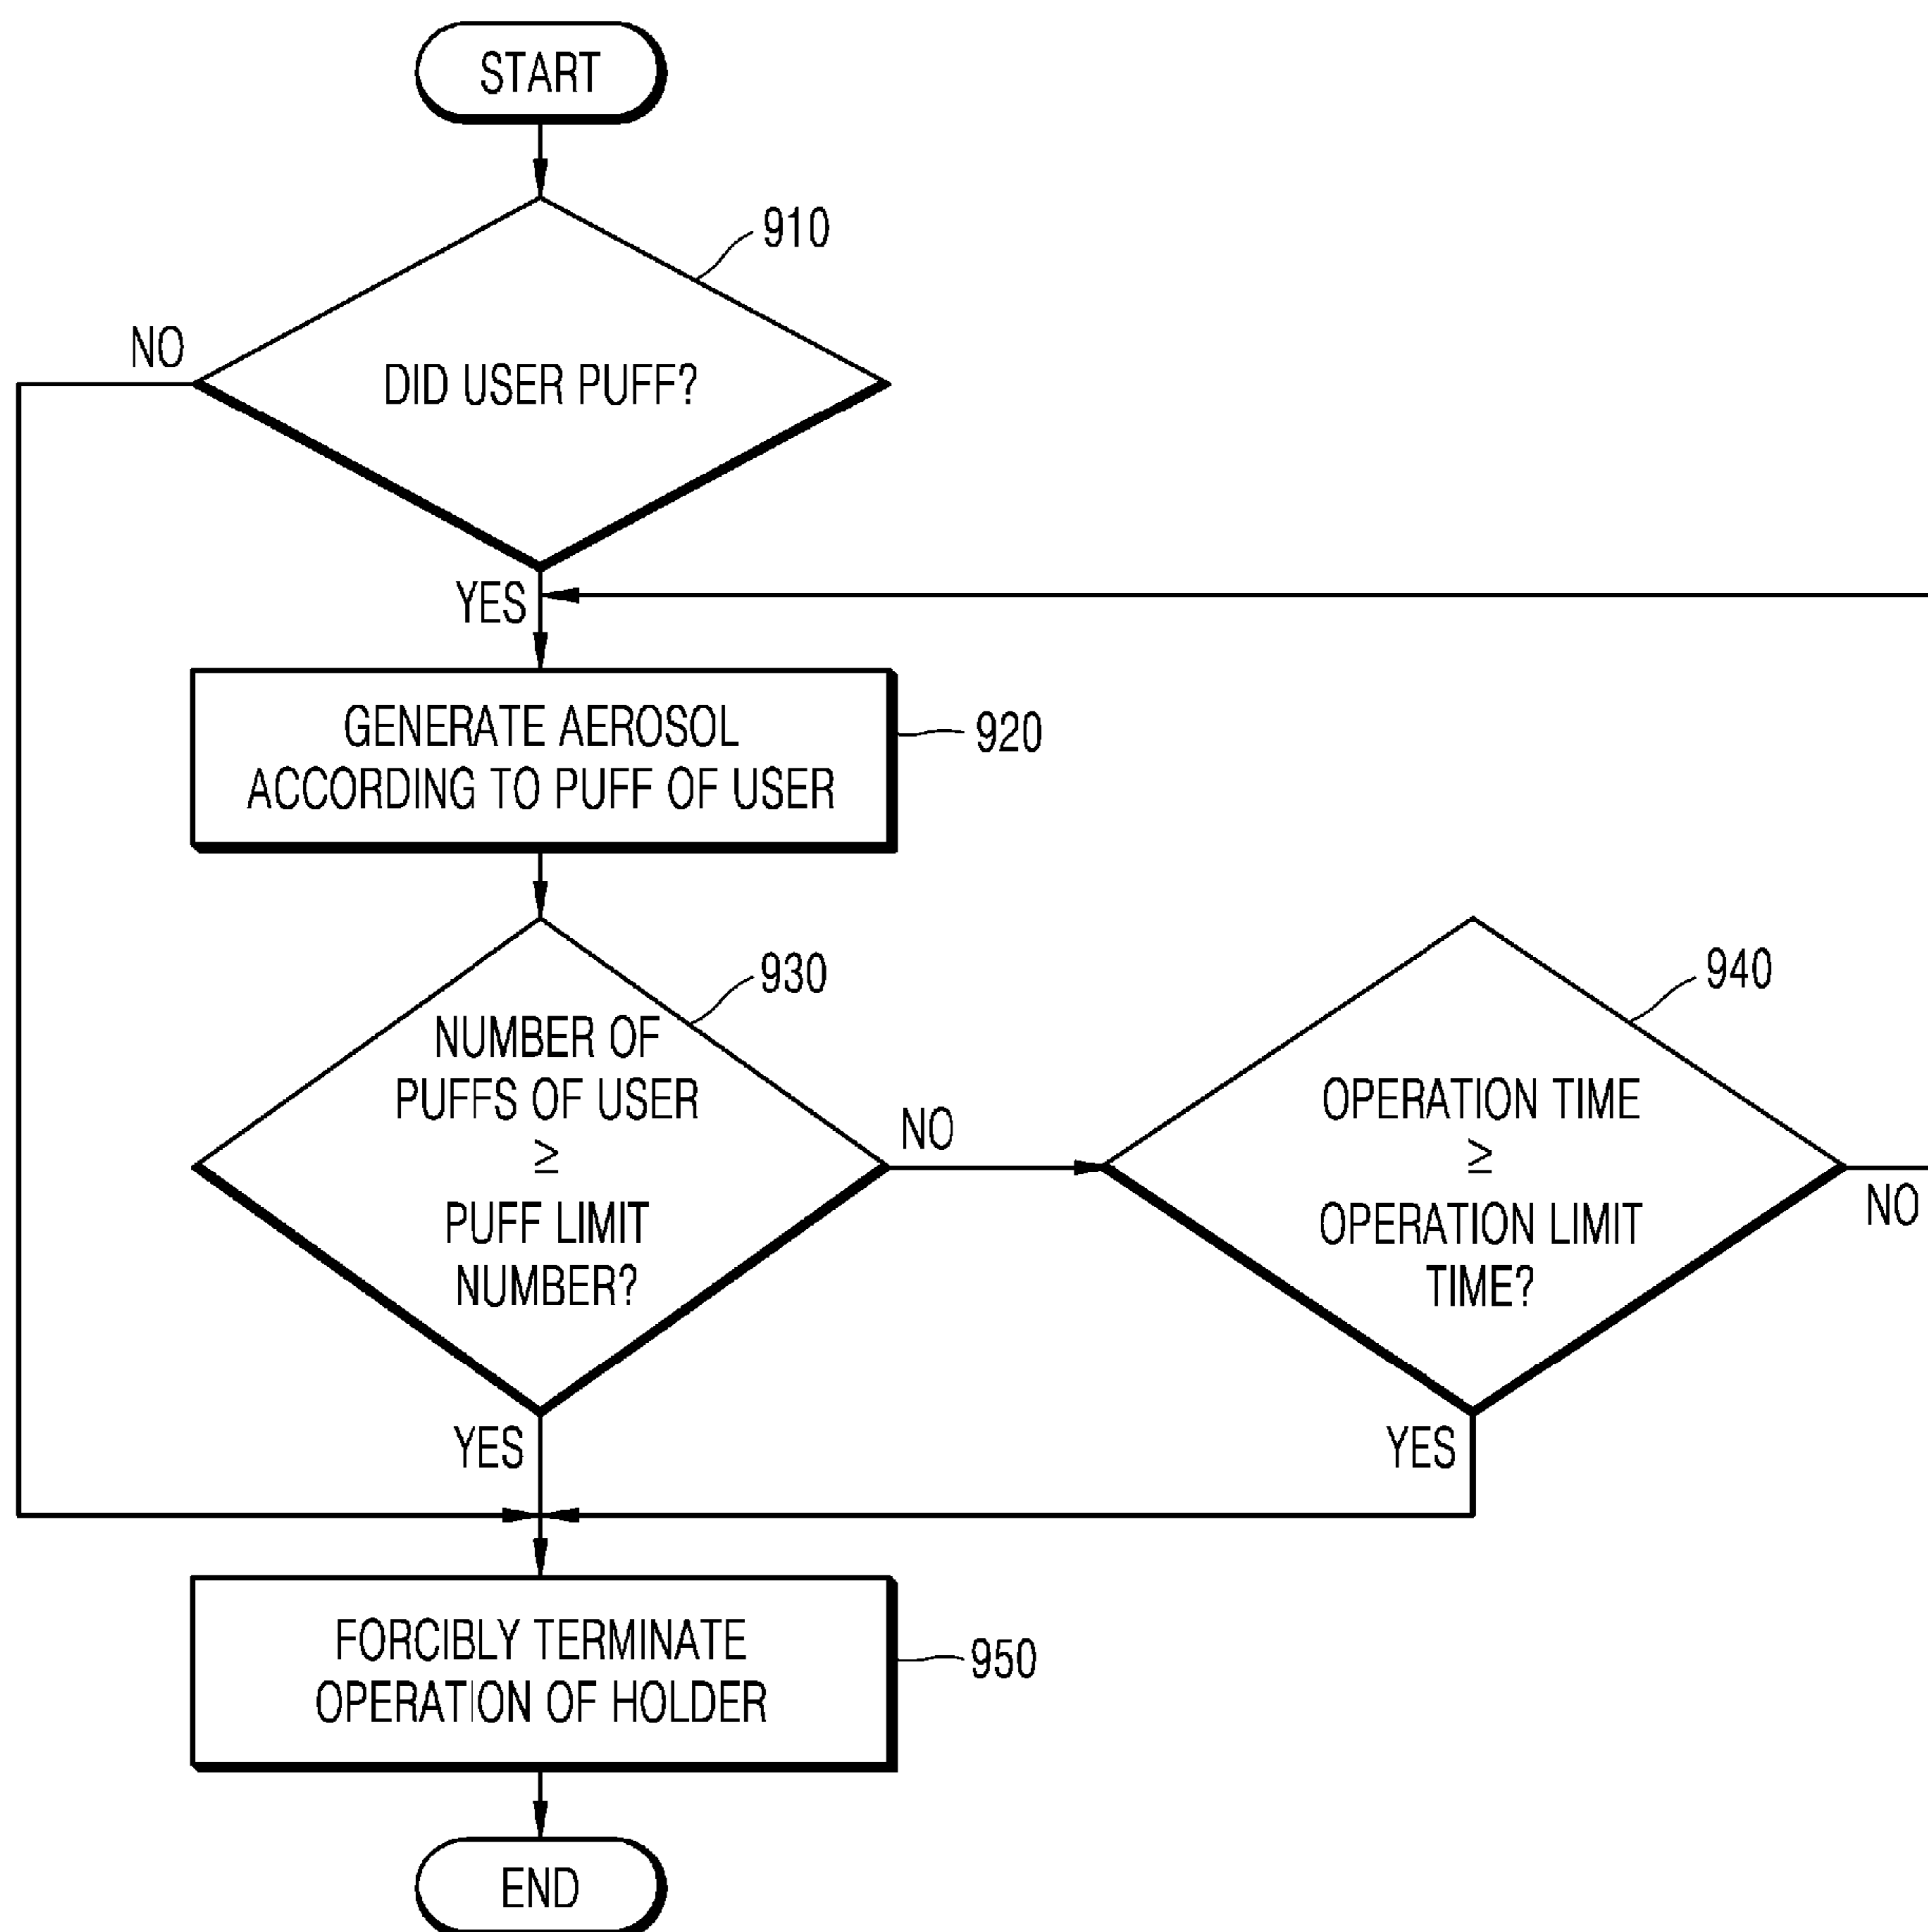 START
910
NO
DID USER PUFF?
YES
GENERATE AEROSOL
ACCORDING TO PUFF OF USER
920
930
940
NUMBER OF
PUFFS OF USER
≥
PUFF LIMIT
NUMBER?
NO
OPERATION TIME
≥
OPERATION LIMIT
TIME?
NO
YES
YES
FORCIBLY TERMINATE
OPERATION OF HOLDER
950
END